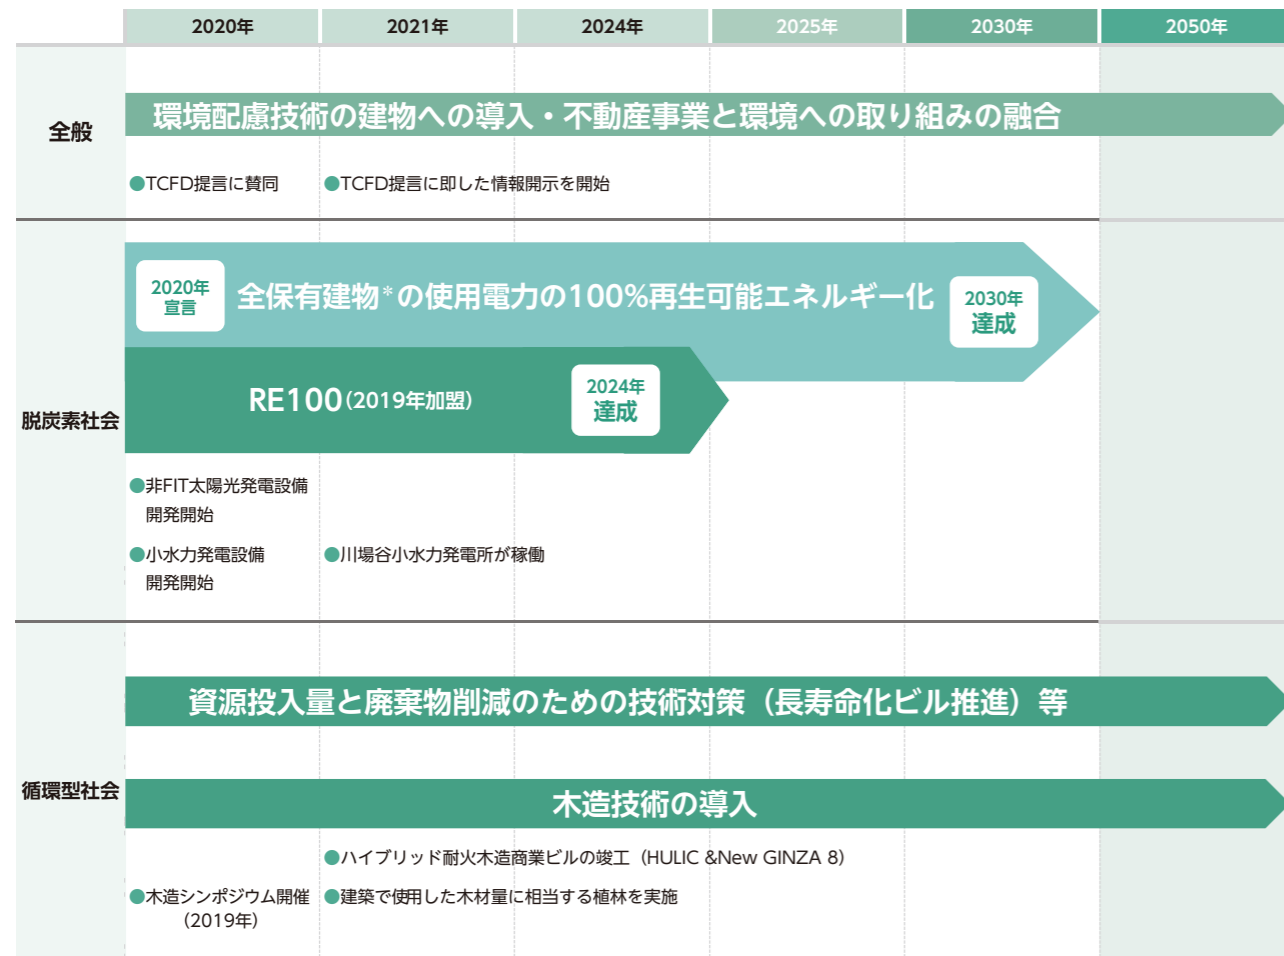 2020年 2021年 2024年 2025年 2030年 2050年
全般
環境配慮技術の建物への導入・不動産事業と環境への取り組みの融合
●TCFD提言に賛同 ●TCFD提言に即した情報開示を開始
脱炭素社会
2020年
宣言
全保有建物*の使用電力の100%再生可能エネルギー化
2030年
達成
RE100(2019年加盟)
2024年
達成
●非FIT太陽光発電設備
開発開始
●小水力発電設備
開発開始
●川場谷小水力発電所が稼働
循環型社会
資源投入量と廃棄物削減のための技術対策（長寿命化ビル推進）等
木造技術の導入
●ハイブリッド耐火木造商業ビルの竣工（HULIC &New GINZA 8）
●木造シンポジウム開催
（2019年）
●建築で使用した木材量に相当する植林を実施